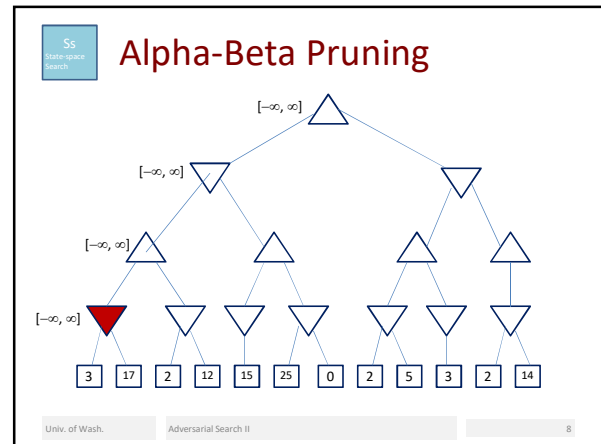 Ss
State-space
Search
Alpha-Beta Pruning
[−∞, ∞]
[−∞, ∞]
[−∞, ∞]
[−∞, ∞]
3 17 2 12 15 25 0 2 5 3 2 14
Univ. of Wash. Adversarial Search II 8